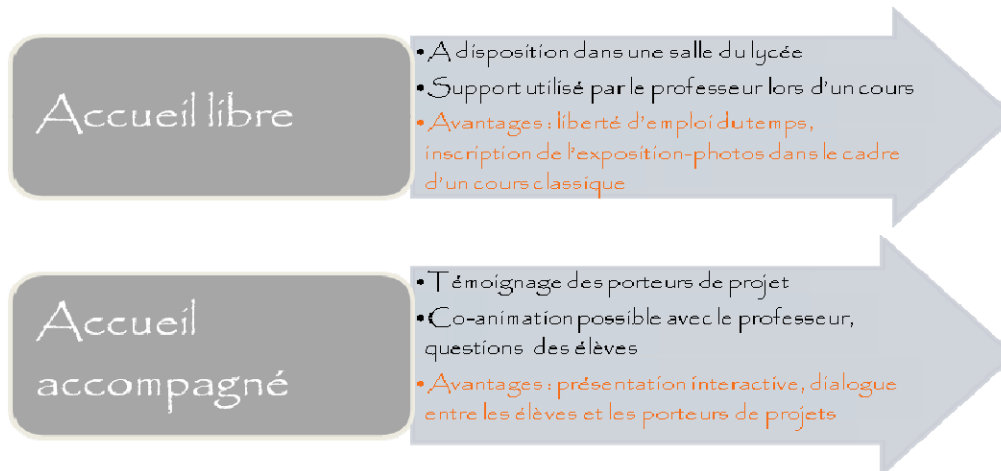 Accueil libre
• A disposition dans une salle du lycée
• Support utilisé par le professeur lors d'un cours
• Avantages : liberté d'emploi du temps,
inscription de l'exposition-photos dans le cadre
d'un cours classique
Accueil
accompagné
• Témoignage des porteurs de projet
• Co-animation possible avec le professeur,
questions des élèves
• Avantages : présentation interactive, dialogue
entre les élèves et les porteurs de projets